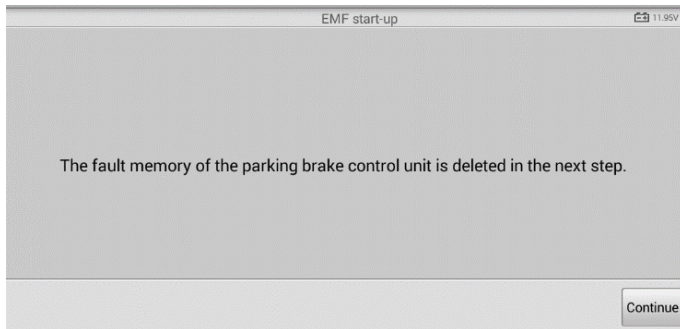 EMF start-up
11.95V
The fault memory of the parking brake control unit is deleted in the next step.
Continue